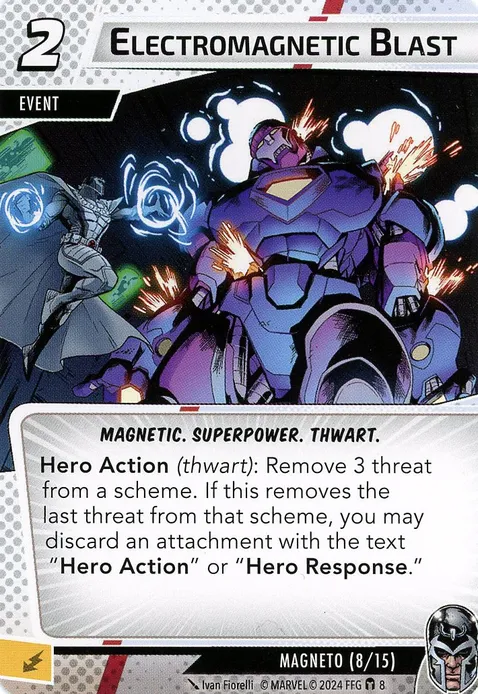 2
ELECTROMAGNETIC BLAST
EVENT
MAGNETIC. SUPERPOWER. THWART.
Hero Action (thwart): Remove 3 threat
from a scheme. If this removes the
last threat from that scheme, you may
discard an attachment with the text
“Hero Action” or “Hero Response.”
MAGNETO (8/15)
Ivan Fiorelli © MARVEL © 2024 FFG 8